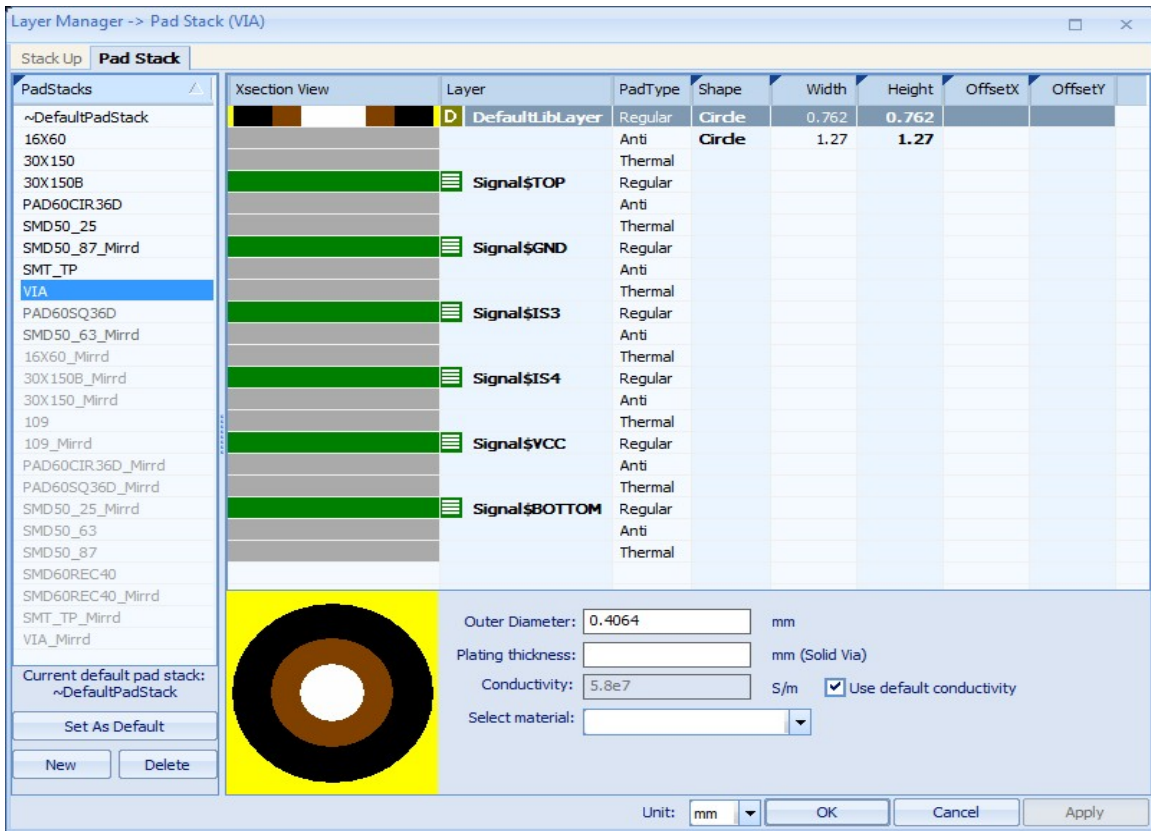 Layer Manager -> Pad Stack (VIA)
Stack Up Pad Stack
PadStacks
~DefaultPadStack
16X60
30X150
30X150B
PAD60CIR36D
SMD50_25
SMD50_87_Mirrd
SMT_TP
VIA
PAD60SQ36D
SMD50_63_Mirrd
16X60_Mirrd
30X150B_Mirrd
30X150_Mirrd
109
109_Mirrd
PAD60CIR36D_Mirrd
PAD60SQ36D_Mirrd
SMD50_25_Mirrd
SMD50_63
SMD50_87
SMD60REC40
SMD60REC40_Mirrd
SMT_TP_Mirrd
VIA_Mirrd
Current default pad stack:
~DefaultPadStack
Set As Default
New Delete
Xsection View Layer PadType Shape Width Height OffsetX OffsetY
D DefaultLibLayer Regular Circle 0.762 0.762
Anti Circle 1.27 1.27
Thermal
Signal$TOP Regular
Anti
Thermal
Signal$GND Regular
Anti
Thermal
Signal$IS3 Regular
Anti
Thermal
Signal$IS4 Regular
Anti
Thermal
Signal$VCC Regular
Anti
Thermal
Signal$BOTTOM Regular
Anti
Thermal
Outer Diameter: 0.4064 mm
Plating thickness: mm (Solid Via)
Conductivity: 5.8e7 S/m Use default conductivity
Select material:
Unit: mm OK Cancel Apply